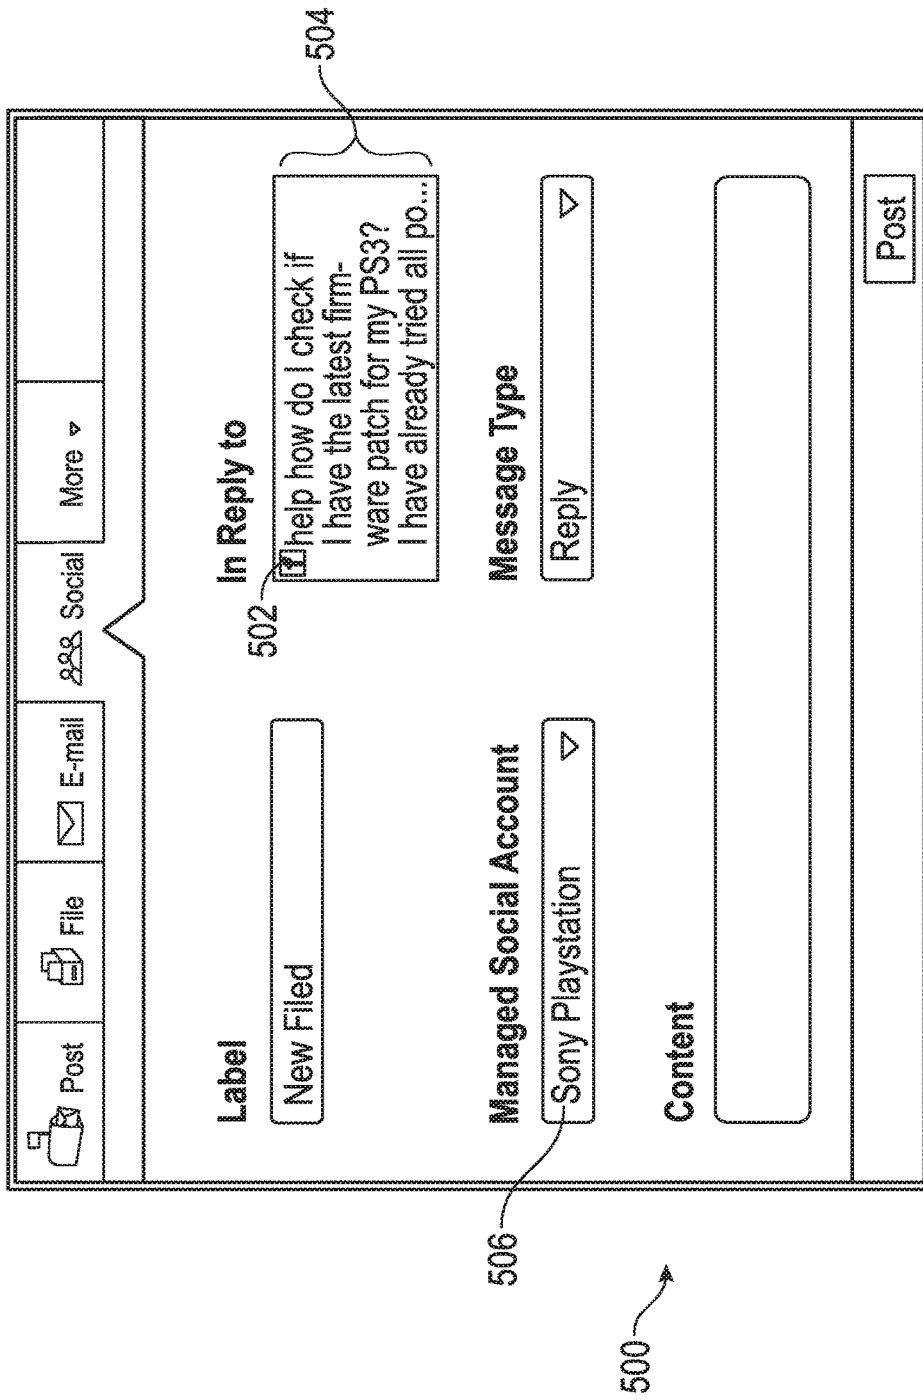 Post
File
E-mail
Social
More
Label
New Filed
In Reply to
502
help how do I check if
I have the latest firm-
ware patch for my PS3?
I have already tried all po...
504
Managed Social Account
Sony Playstation
506
Message Type
Reply
Content
Post
500